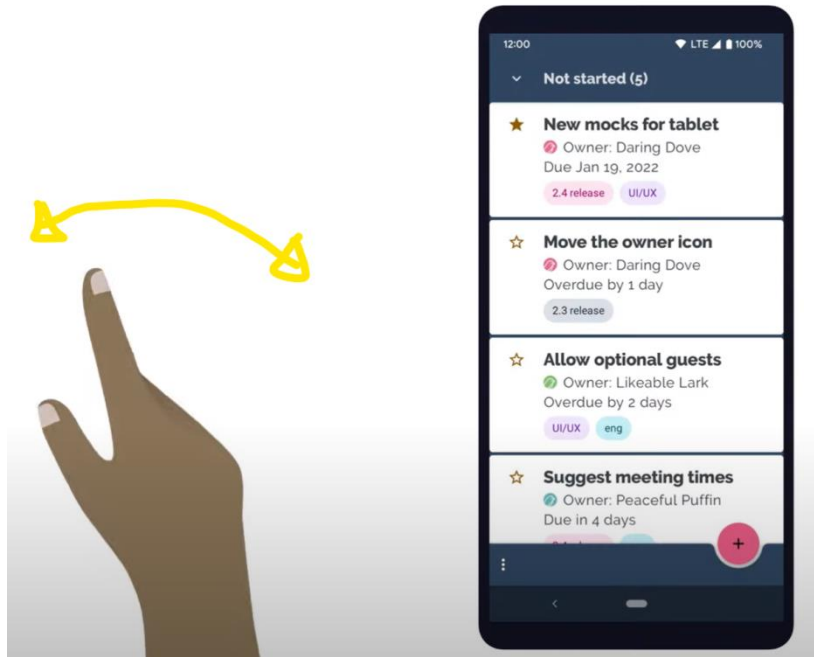 12:00 LTE 100%
Not started (5)
New mocks for tablet
Owner: Daring Dove
Due Jan 19, 2022
2.4 release UI/UX
Move the owner icon
Owner: Daring Dove
Overdue by 1 day
2.3 release
Allow optional guests
Owner: Likeable Lark
Overdue by 2 days
UI/UX eng
Suggest meeting times
Owner: Peaceful Puffin
Due in 4 days
+